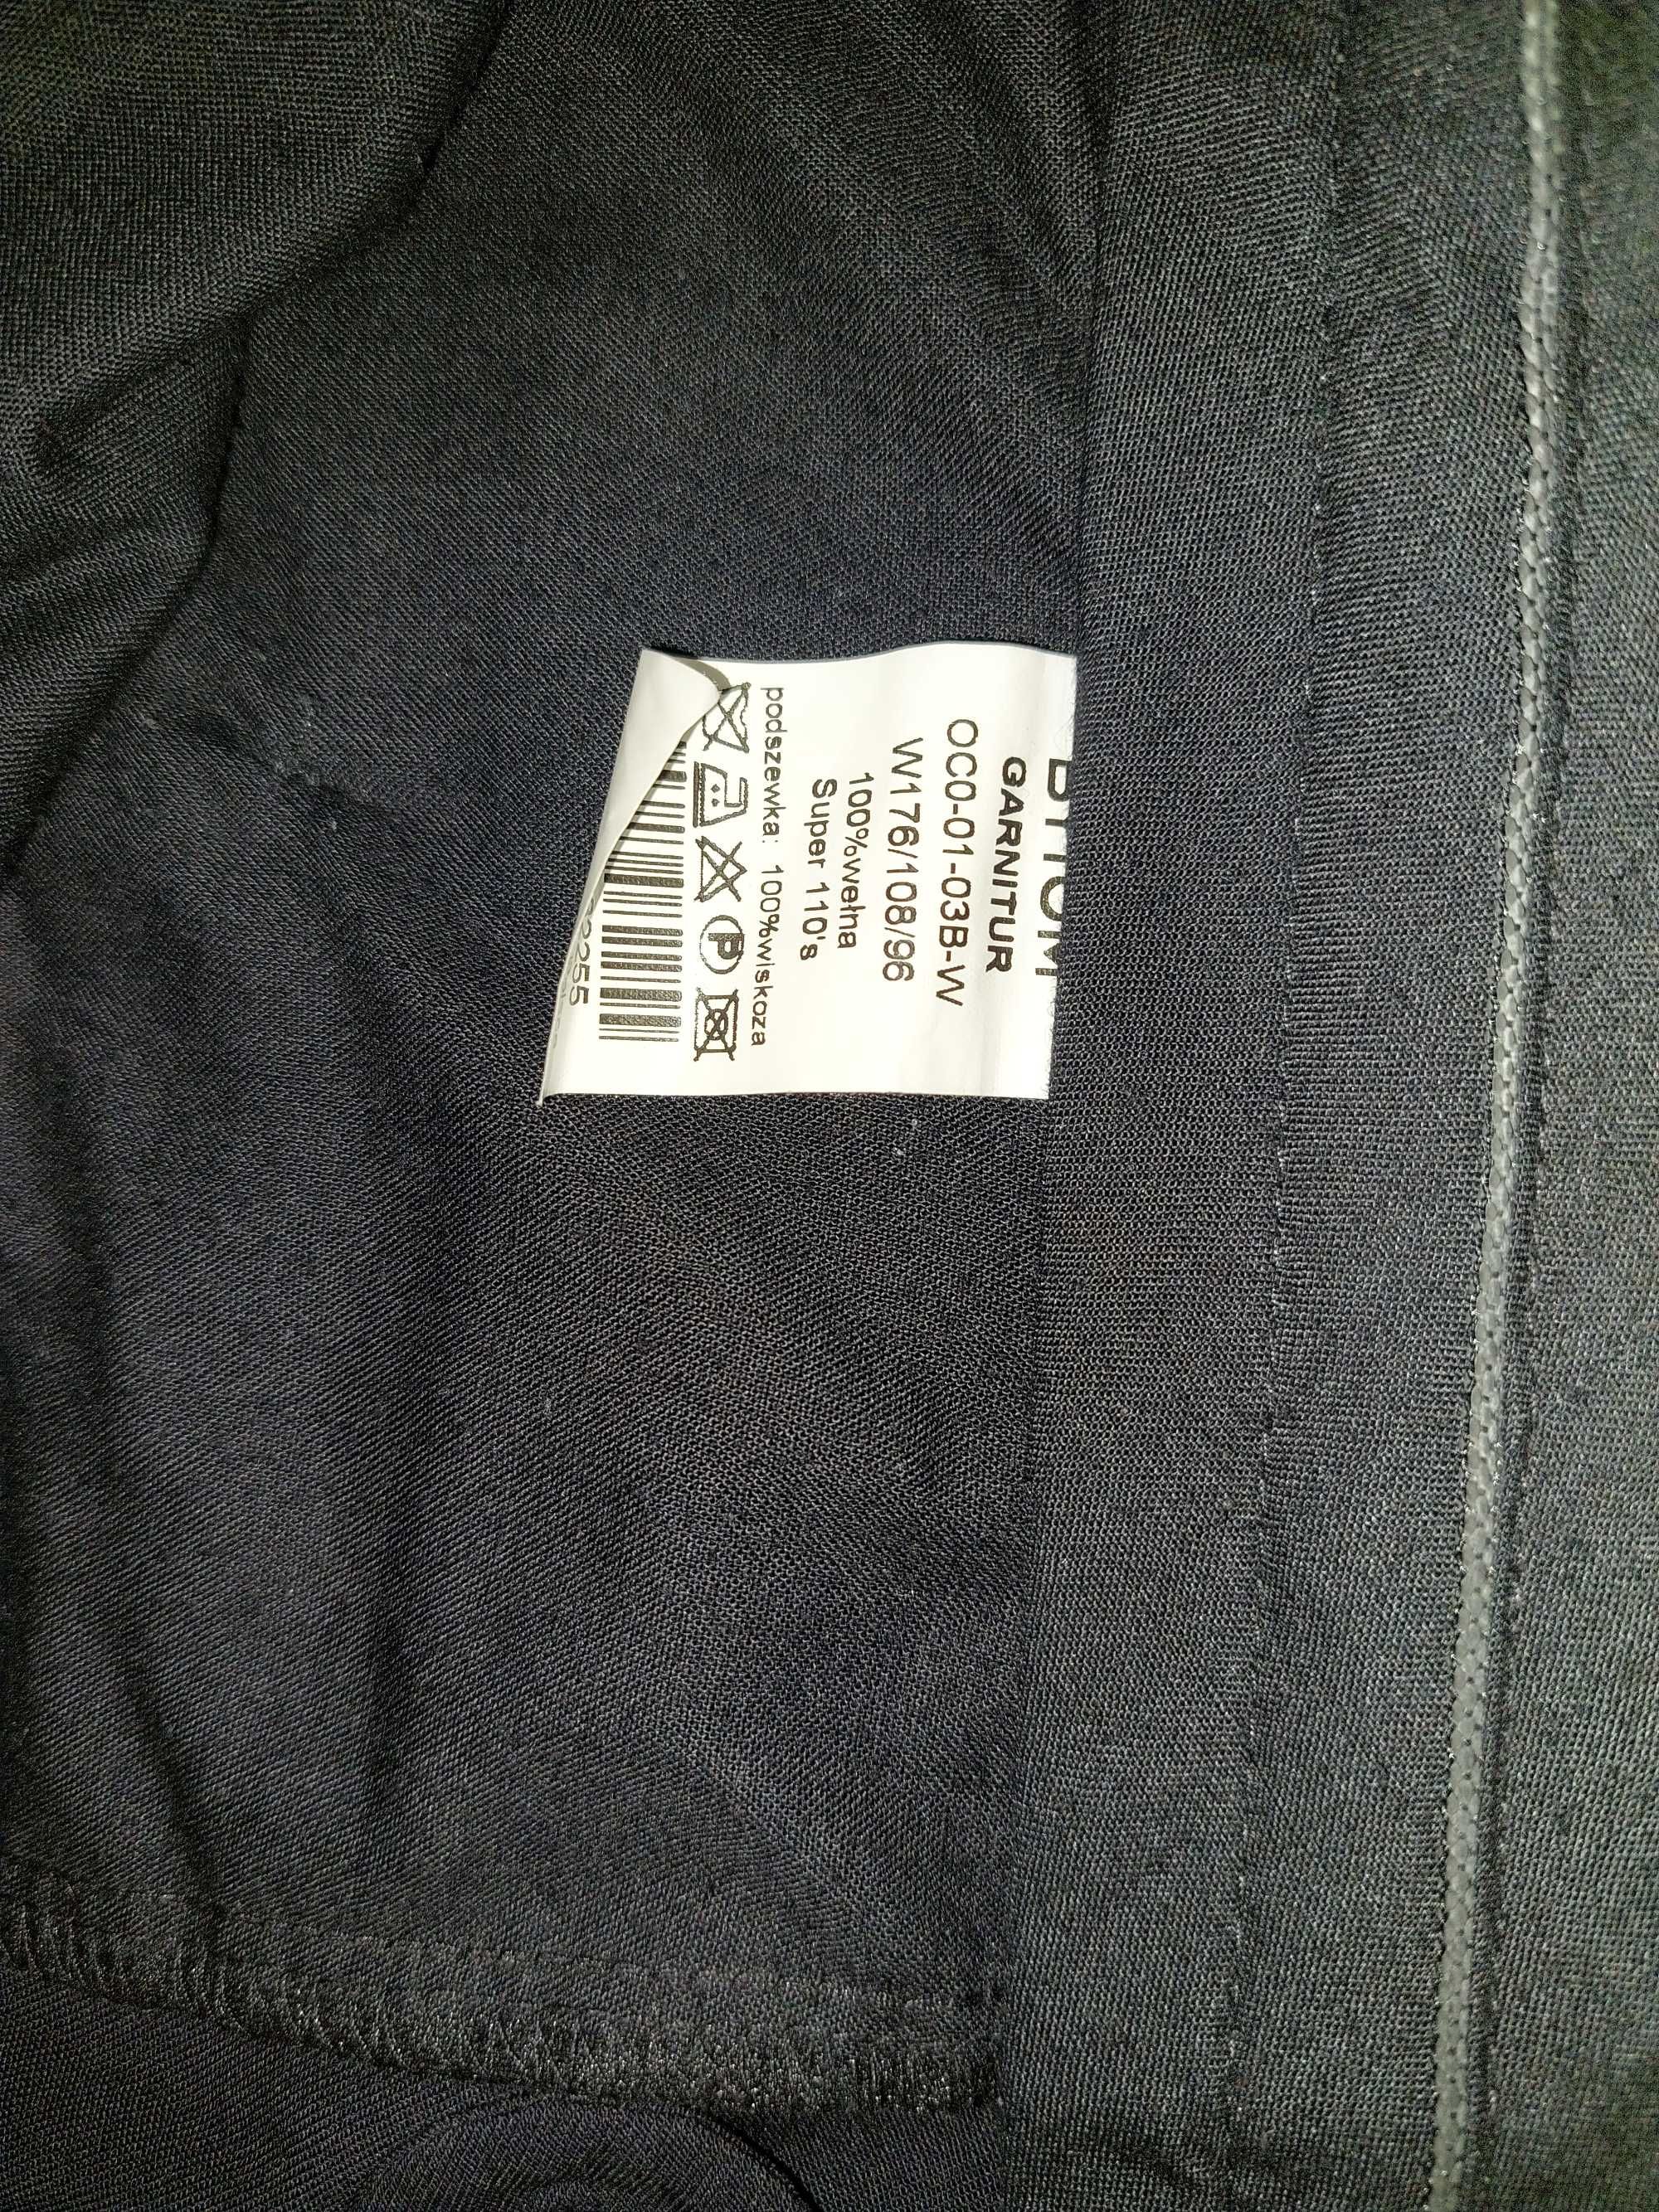 GARNITUR
OC0-01-03B-W
W176/108/96
100%wełna
Super 110's
podszewka: 100%wiskoza
P